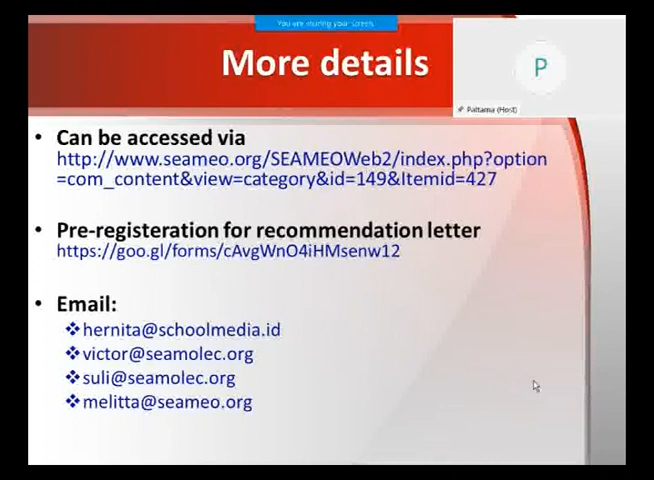 You are sharing your screen
More details
P
Pattama (Host)
• Can be accessed via
http://www.seameo.org/SEAMEOWeb2/index.php?option
=com_content&view=category&id=149&Itemid=427
• Pre-registeration for recommendation letter
https://goo.gl/forms/cAvgWnO4iHMsenw12
• Email:
❖hernita@schoolmedia.id
❖victor@seamolec.org
❖suli@seamolec.org
❖melitta@seameo.org